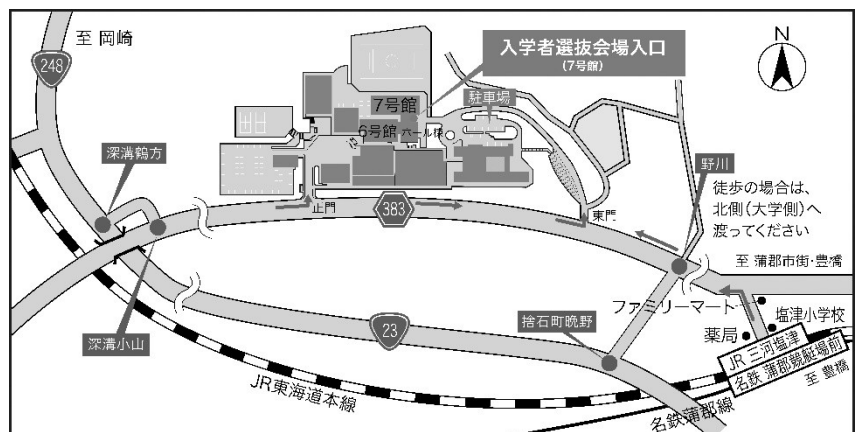 至 岡崎
248
入学者選抜会場入口
(7号館)
N
駐車場
7号館
6号館
ホール棟
深溝鶴方
野川
徒歩の場合は、
北側(大学側)へ
渡ってください
正門
383
東門
至 蒲郡市街・豊橋
ファミリーマート
塩津小学校
捨石町晩野
薬局
23
深溝小山
JR 三河塩津
名鉄 蒲郡競艇場前
JR東海道本線
至 豊橋
名鉄蒲郡線